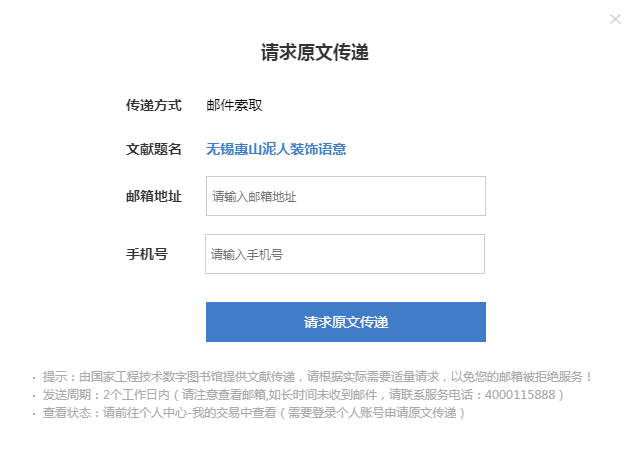 请求原文传递
传递方式 邮件索取
文献题名 无锡惠山泥人装饰语意
邮箱地址 请输入邮箱地址
手机号 请输入手机号
请求原文传递
· 提示：由国家工程技术数字图书馆提供文献传递，请根据实际需要适量请求，以免您的邮箱被拒绝服务！
· 发送周期：2个工作日内（请注意查看邮箱,如长时间未收到邮件，请联系服务电话：4000115888）
· 查看状态：请前往个人中心-我的交易中查看（需要登录个人账号申请原文传递）